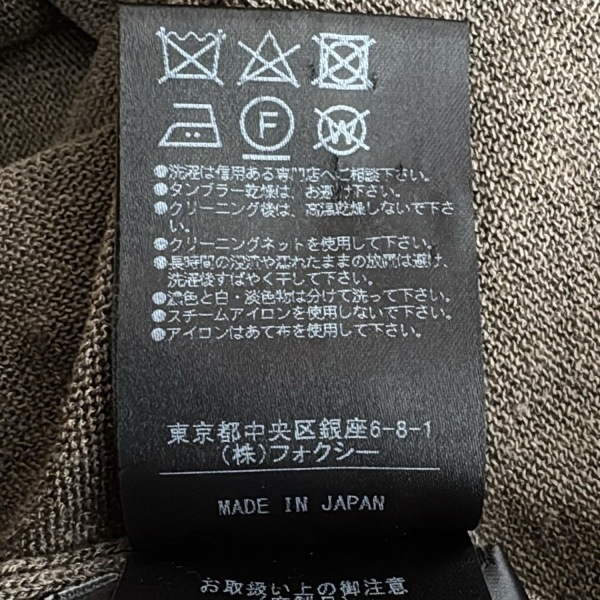 F W
●洗濯は信用ある専門店へご相談下さい。
●タンブラー乾燥は、お避け下さい。
●クリーニング後は、高温乾燥しないで下さ
い。
●クリーニングネットを使用して下さい。
●長時間の浸漬や濡れたままの放置は避け、
洗濯後すばやく干して下さい。
●濃色と白・淡色物は分けて洗って下さい。
●スチームアイロンを使用しないで下さい。
●アイロンはあて布を使用して下さい。
東京都中央区銀座6-8-1
(株)フォクシー
MADE IN JAPAN
お取扱い上の御注意